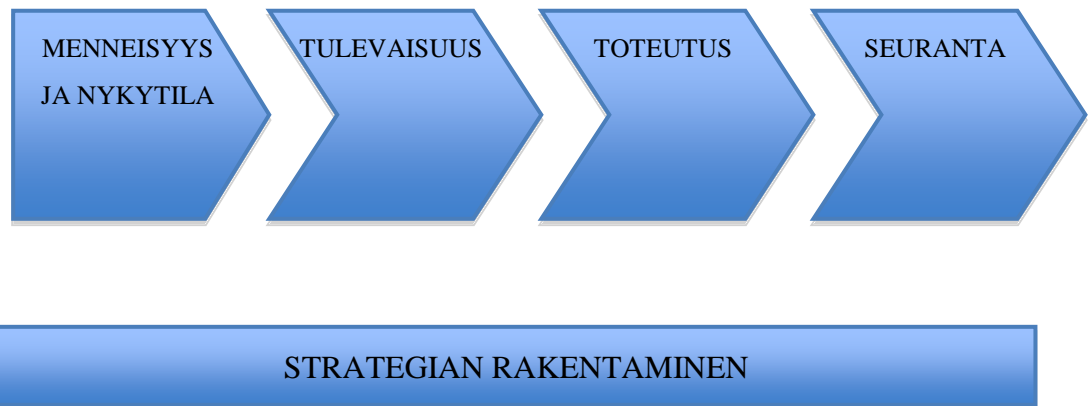 MENNEISYYS
JA NYKYTILA
TULEVAISUUS
TOTEUTUS
SEURANTA
STRATEGIAN RAKENTAMINEN